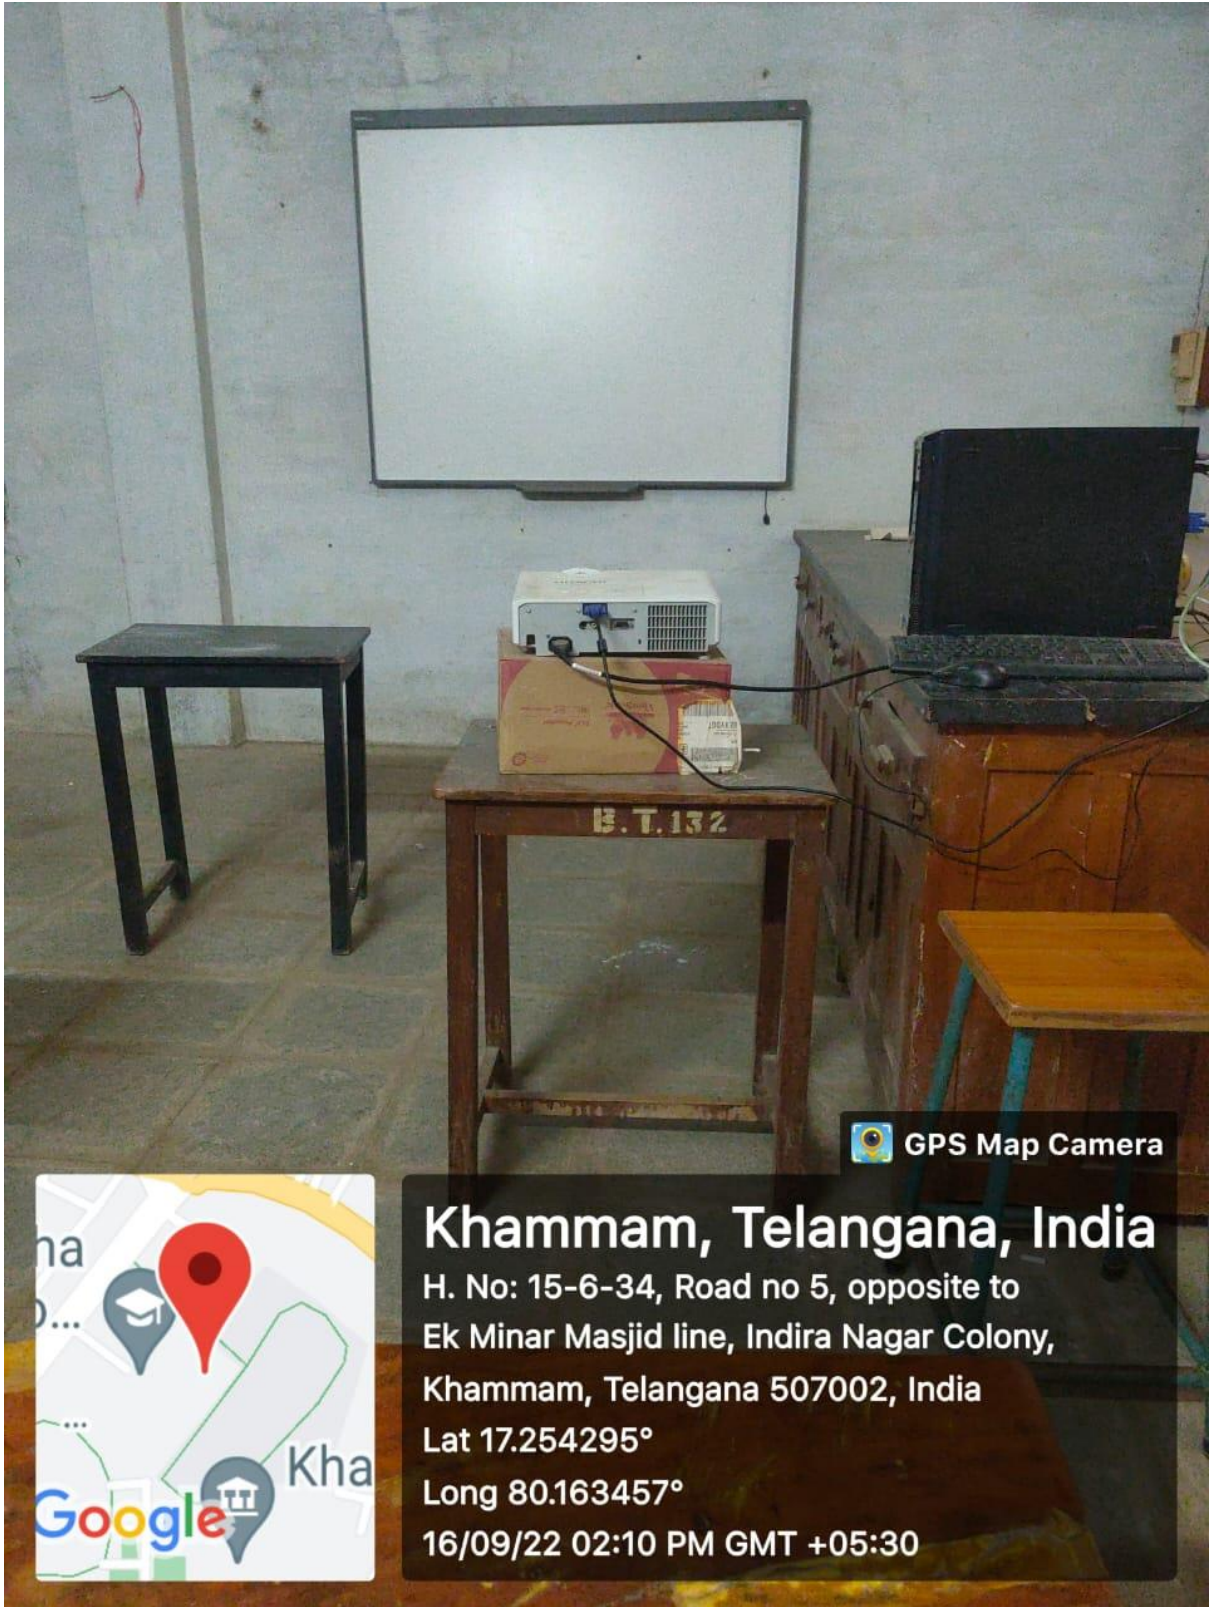 B.T.132
GPS Map Camera
Khammam, Telangana, India
H. No: 15-6-34, Road no 5, opposite to
Ek Minar Masjid line, Indira Nagar Colony,
Khammam, Telangana 507002, India
Lat 17.254295°
Long 80.163457°
16/09/22 02:10 PM GMT +05:30
na
...
Kha
Google